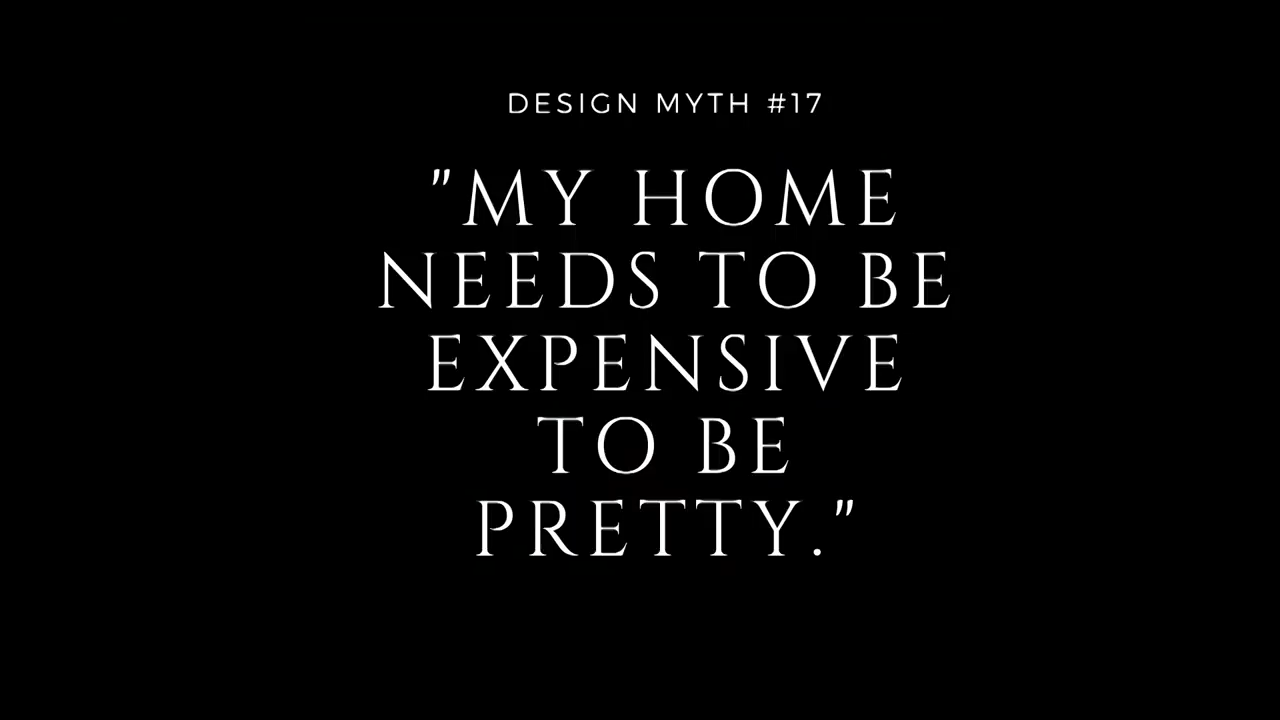 DESIGN MYTH #17
"MY HOME
NEEDS TO BE
EXPENSIVE
TO BE
PRETTY."